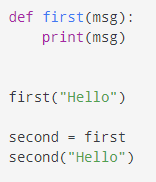 def first(msg):
    print(msg)


first("Hello")

second = first
second("Hello")